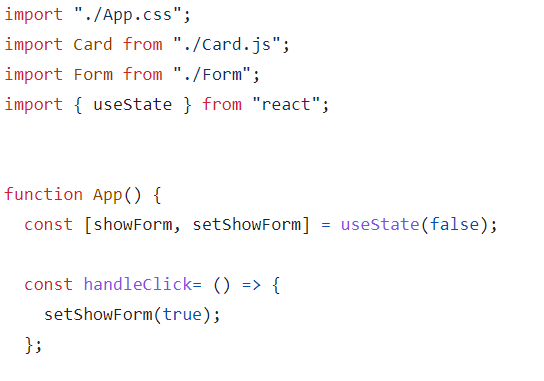 import "./App.css";
import Card from "./Card.js";
import Form from "./Form";
import { useState } from "react";
function App() {
const [showForm, setShowForm] = useState(false);
const handleClick= () => {
setShowForm(true);
};